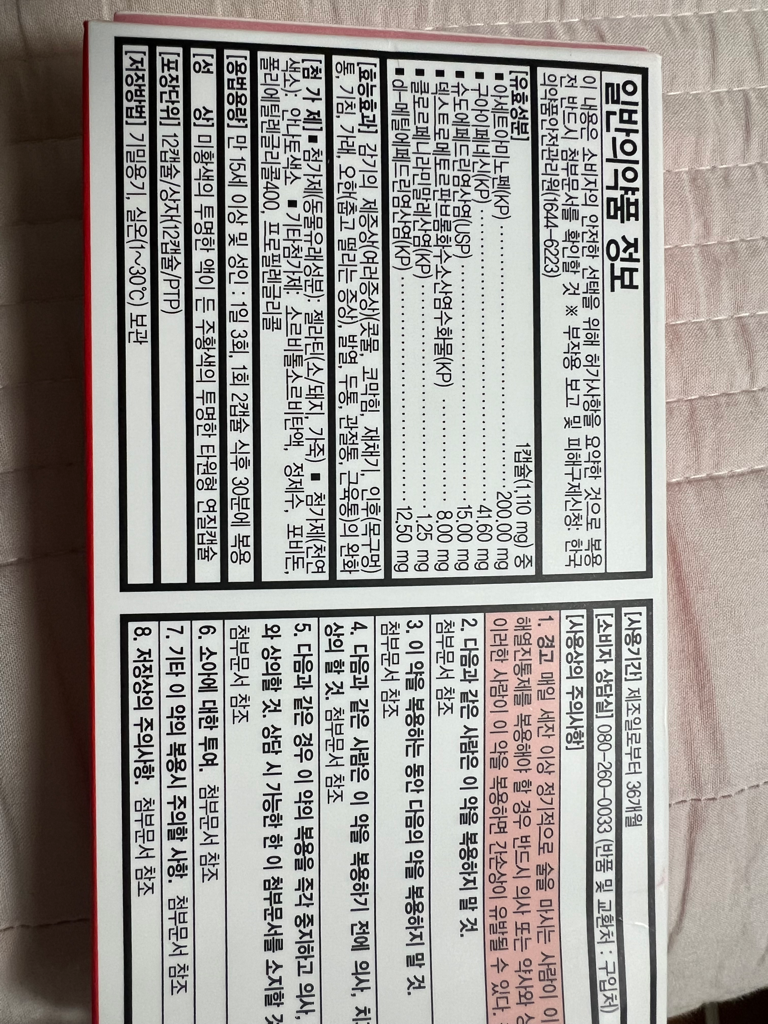 일반의약품 정보
이 내용은 소비자의 안전한 선택을 위해 허가사항을 요약한 것으로 복용
전 반드시 첨부문서를 확인할 것 ※ 부작용 보고 및 피해구제신청: 한국
의약품안전관리원(1644-6223)
[유효성분] 1캡슐(1,110 mg) 중
▪ 아세트아미노펜(KP) 200.00 mg
▪ 구아이페네신(KP) 41.60 mg
▪ 슈도에페드린염산염(USP) 15.00 mg
▪ 덱스트로메토르판브롬화수소산염수화물(KP) 8.00 mg
▪ 클로르페니라민말레산염(KP) 1.25 mg
▪ dl-메틸에페드린염산염(KP) 12.50 mg
[효능효과] 감기의 제증상(여러증상)(콧물, 코막힘, 재채기, 인후(목구멍)
통, 기침, 가래, 오한(춥고 떨리는 증상), 발열, 두통, 관절통, 근육통)의 완화
[첨 가 제] ▪ 첨가제(동물유래성분): 젤라틴(소/돼지, 가죽) ▪ 첨가제(천연
색소): 안나토색소 ▪ 기타첨가제: 소르비톨소르비탄액, 정제수, 포비돈,
폴리에틸렌글리콜400, 프로필렌글리콜
[용법용량] 만 15세 이상 및 성인 : 1일 3회, 1회 2캡슐 식후 30분에 복용
[성 상] 미황색의 투명한 액이 든 주황색의 투명한 타원형 연질캡슐
[포장단위] 12캡슐/상자(12캡슐/PTP)
[저장방법] 기밀용기, 실온(1~30℃) 보관
[사용기간] 제조일로부터 36개월
[소비자 상담실] 080-260-0033 (반품 및 교환처 : 구입처)
[사용상의 주의사항]
1. 경고 매일 세잔 이상 정기적으로 술을 마시는 사람이 이
해열진통제를 복용해야 할 경우 반드시 의사 또는 약사와
이러한 사람이 이 약을 복용하면 간손상이 유발될 수 있다.
2. 다음과 같은 사람은 이 약을 복용하지 말 것.
첨부문서 참조
3. 이 약을 복용하는 동안 다음의 약을 복용하지 말 것.
첨부문서 참조
4. 다음과 같은 사람은 이 약을 복용하기 전에 의사,
상의 할 것. 첨부문서 참조
5. 다음과 같은 경우 이 약의 복용을 즉각 중지하고 의사,
와 상의할 것. 상담 시 가능한 한 이 첨부문서를 소지할
첨부문서 참조
6. 소아에 대한 투여. 첨부문서 참조
7. 기타 이 약의 복용시 주의할 사항. 첨부문서 참조
8. 저장상의 주의사항. 첨부문서 참조